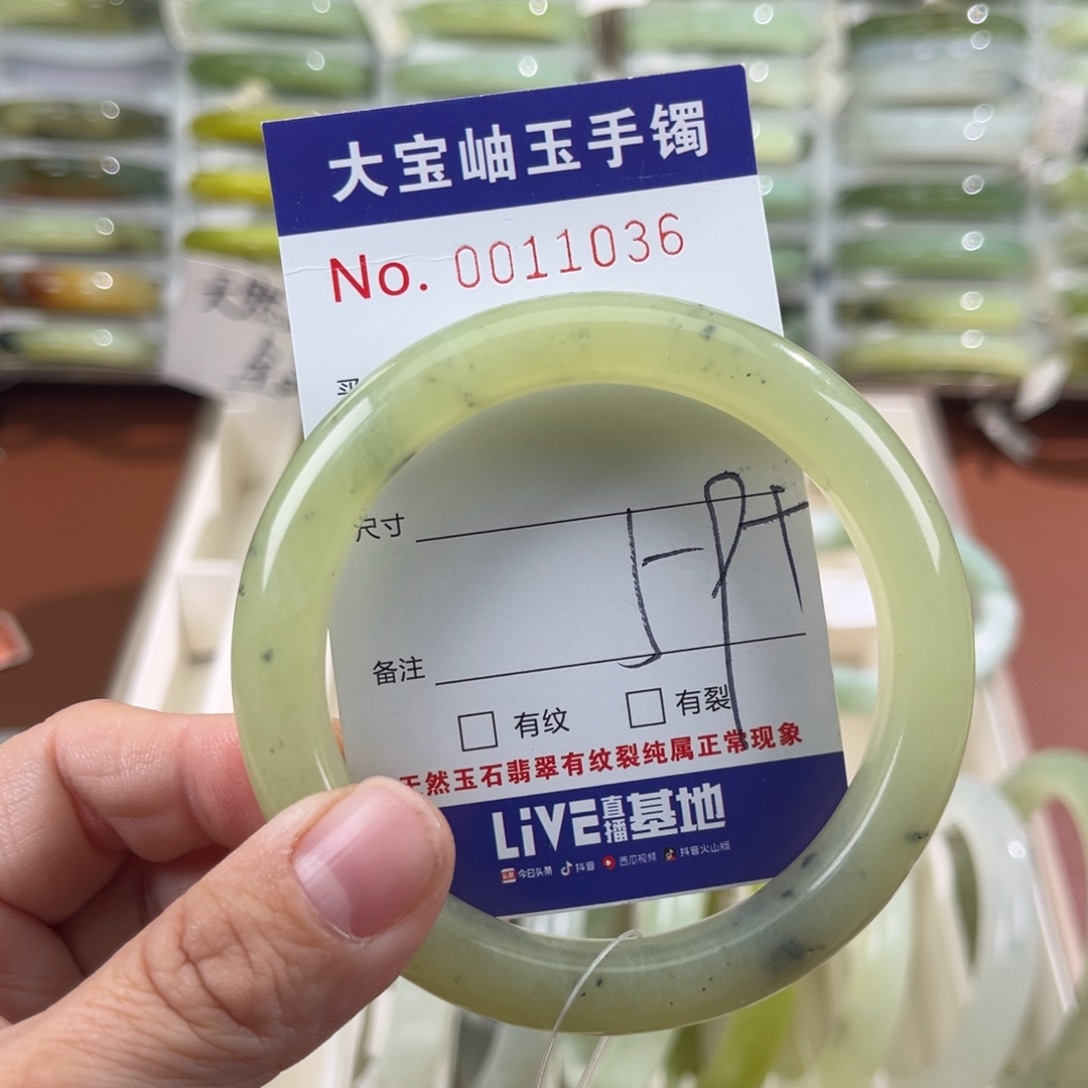 大宝岫玉手镯
No. 0011036
尺寸
备注
有纹 有裂
天然玉石翡翠有纹裂纯属正常现象
LiVE直播基地
今日头条 抖音 西瓜视频 抖音火山版